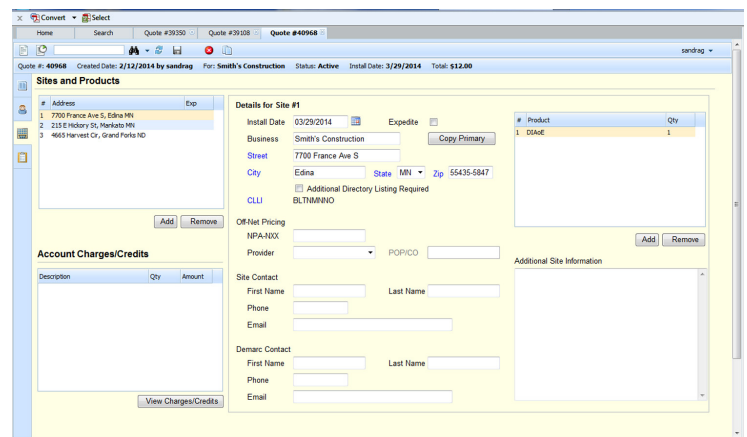 x Convert Select
Home Search Quote #39350 Quote #39108 Quote #40968
sandrag
Quote #: 40968 Created Date: 2/12/2014 by sandrag For: Smith's Construction Status: Active Install Date: 3/29/2014 Total: $12.00
Sites and Products
# Address Exp
1 7700 France Ave S, Edina MN
2 215 E Hickory St, Mankato MN
3 4665 Harvest Cir, Grand Forks ND
Add Remove
Account Charges/Credits
Description Qty Amount
View Charges/Credits
Details for Site #1
Install Date 03/29/2014 Expedite
Business Smith's Construction Copy Primary
Street 7700 France Ave S
City Edina State MN Zip 55435-5847
Additional Directory Listing Required
CLLI BLTNMNNO
Off-Net Pricing
NPA-NXX
Provider POP/CO
Site Contact
First Name Last Name
Phone
Email
Demarc Contact
First Name Last Name
Phone
Email
# Product Qty
1 DIAoE 1
Add Remove
Additional Site Information